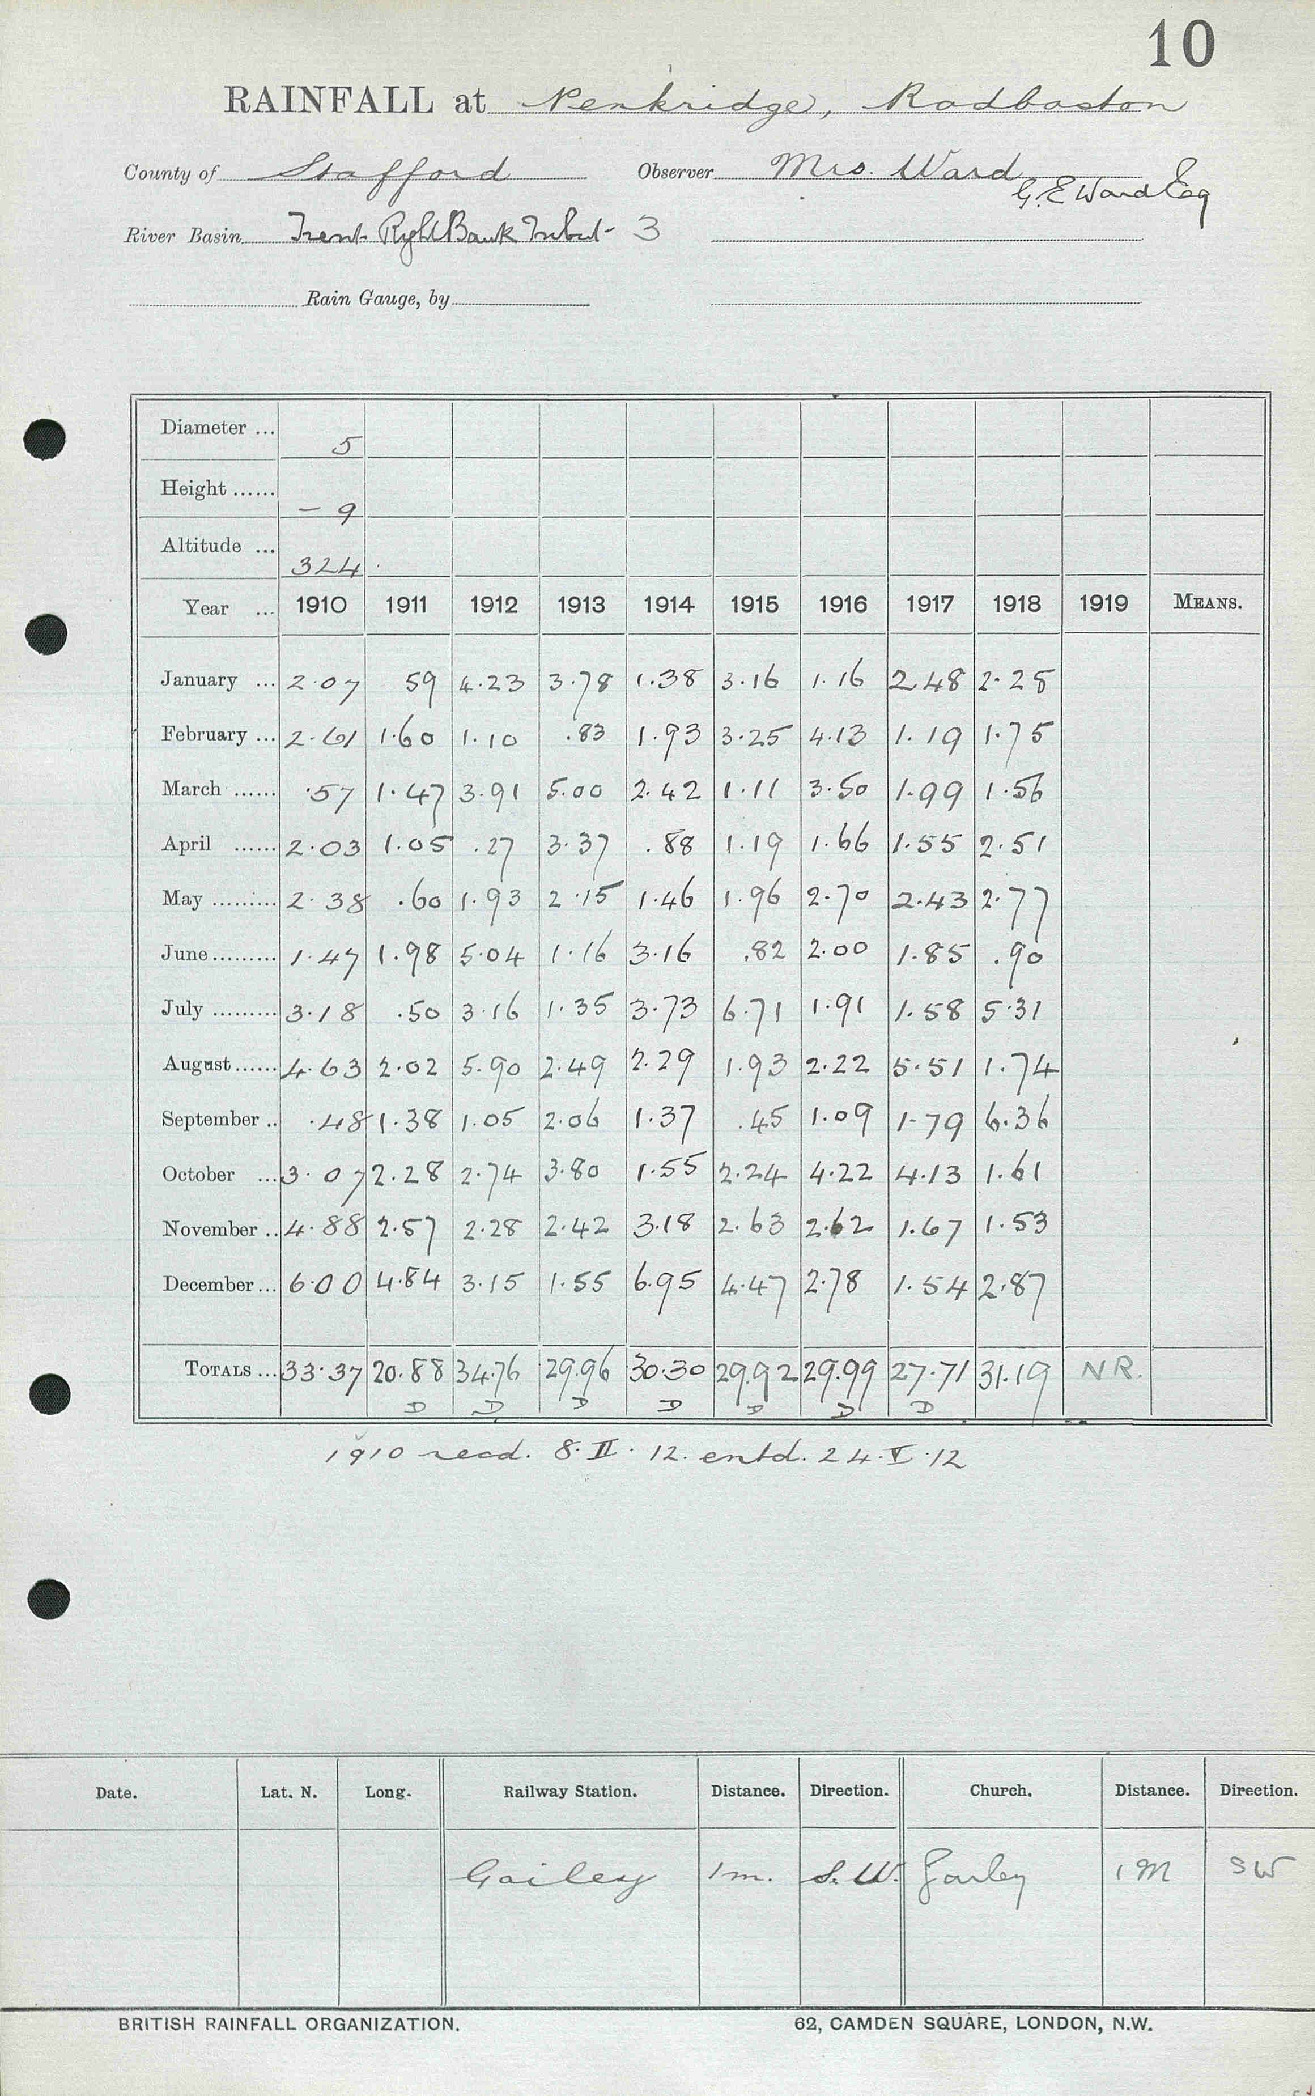 10
RAINFALL at Penkridge, Rodbaston
County of Stafford Observer Mrs. Ward
G. E Ward Esq
River Basin Trent Right Bank Tribut- 3
Rain Gauge, by
Diameter ... 5
Height ...... - 9
Altitude ... 324
Year ... 1910 1911 1912 1913 1914 1915 1916 1917 1918 1919 MEANS.
January ... 2.07 59 4.23 3.78 1.38 3.16 1.16 2.48 2.28
February ... 2.61 1.60 1.10 .83 1.93 3.25 4.13 1.19 1.75
March ...... .57 1.47 3.91 5.00 2.42 1.11 3.50 1.99 1.56
April ...... 2.03 1.05 .27 3.37 .88 1.19 1.66 1.55 2.51
May ......... 2.38 .60 1.93 2.15 1.46 1.96 2.70 2.43 2.77
June ......... 1.47 1.98 5.04 1.16 3.16 .82 2.00 1.85 .90
July ......... 3.18 .50 3.16 1.35 3.73 6.71 1.91 1.58 5.31
August ...... 4.63 2.02 5.90 2.49 2.29 1.93 2.22 5.51 1.74
September .. .48 1.38 1.05 2.06 1.37 .45 1.09 1.79 6.36
October ... 3.07 2.28 2.74 3.80 1.55 2.24 4.22 4.13 1.61
November .. 4.88 2.57 2.28 2.42 3.18 2.63 2.62 1.67 1.53
December ... 6.00 4.84 3.15 1.55 6.95 4.47 2.78 1.54 2.87
TOTALS ... 33.37 20.88 34.76 29.96 30.30 29.92 29.99 27.71 31.19 NR.
D D D D D D D
1910 recd. 8.II.12. entd. 24.V.12
Date. Lat. N. Long. Railway Station. Distance. Direction. Church. Distance. Direction.
Gailey 1m. S.W. Gailey 1M SW
BRITISH RAINFALL ORGANIZATION. 62, CAMDEN SQUARE, LONDON, N.W.